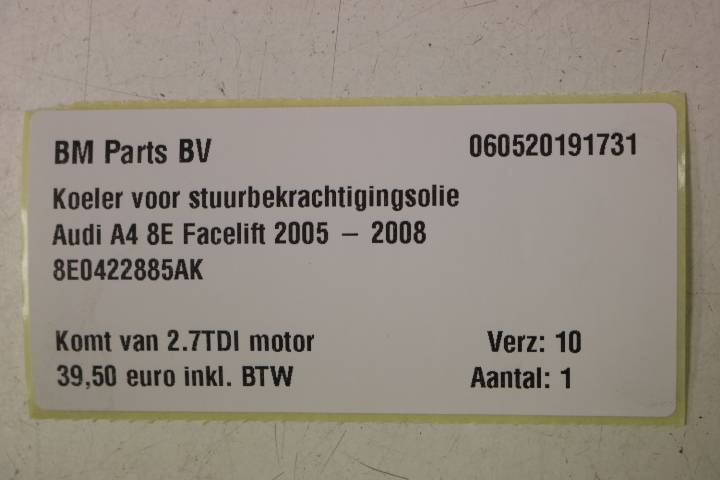 BM Parts BV 060520191731
Koeler voor stuurbekrachtigingsolie
Audi A4 8E Facelift 2005 – 2008
8E0422885AK
Komt van 2.7TDI motor Verz: 10
39,50 euro inkl. BTW Aantal: 1